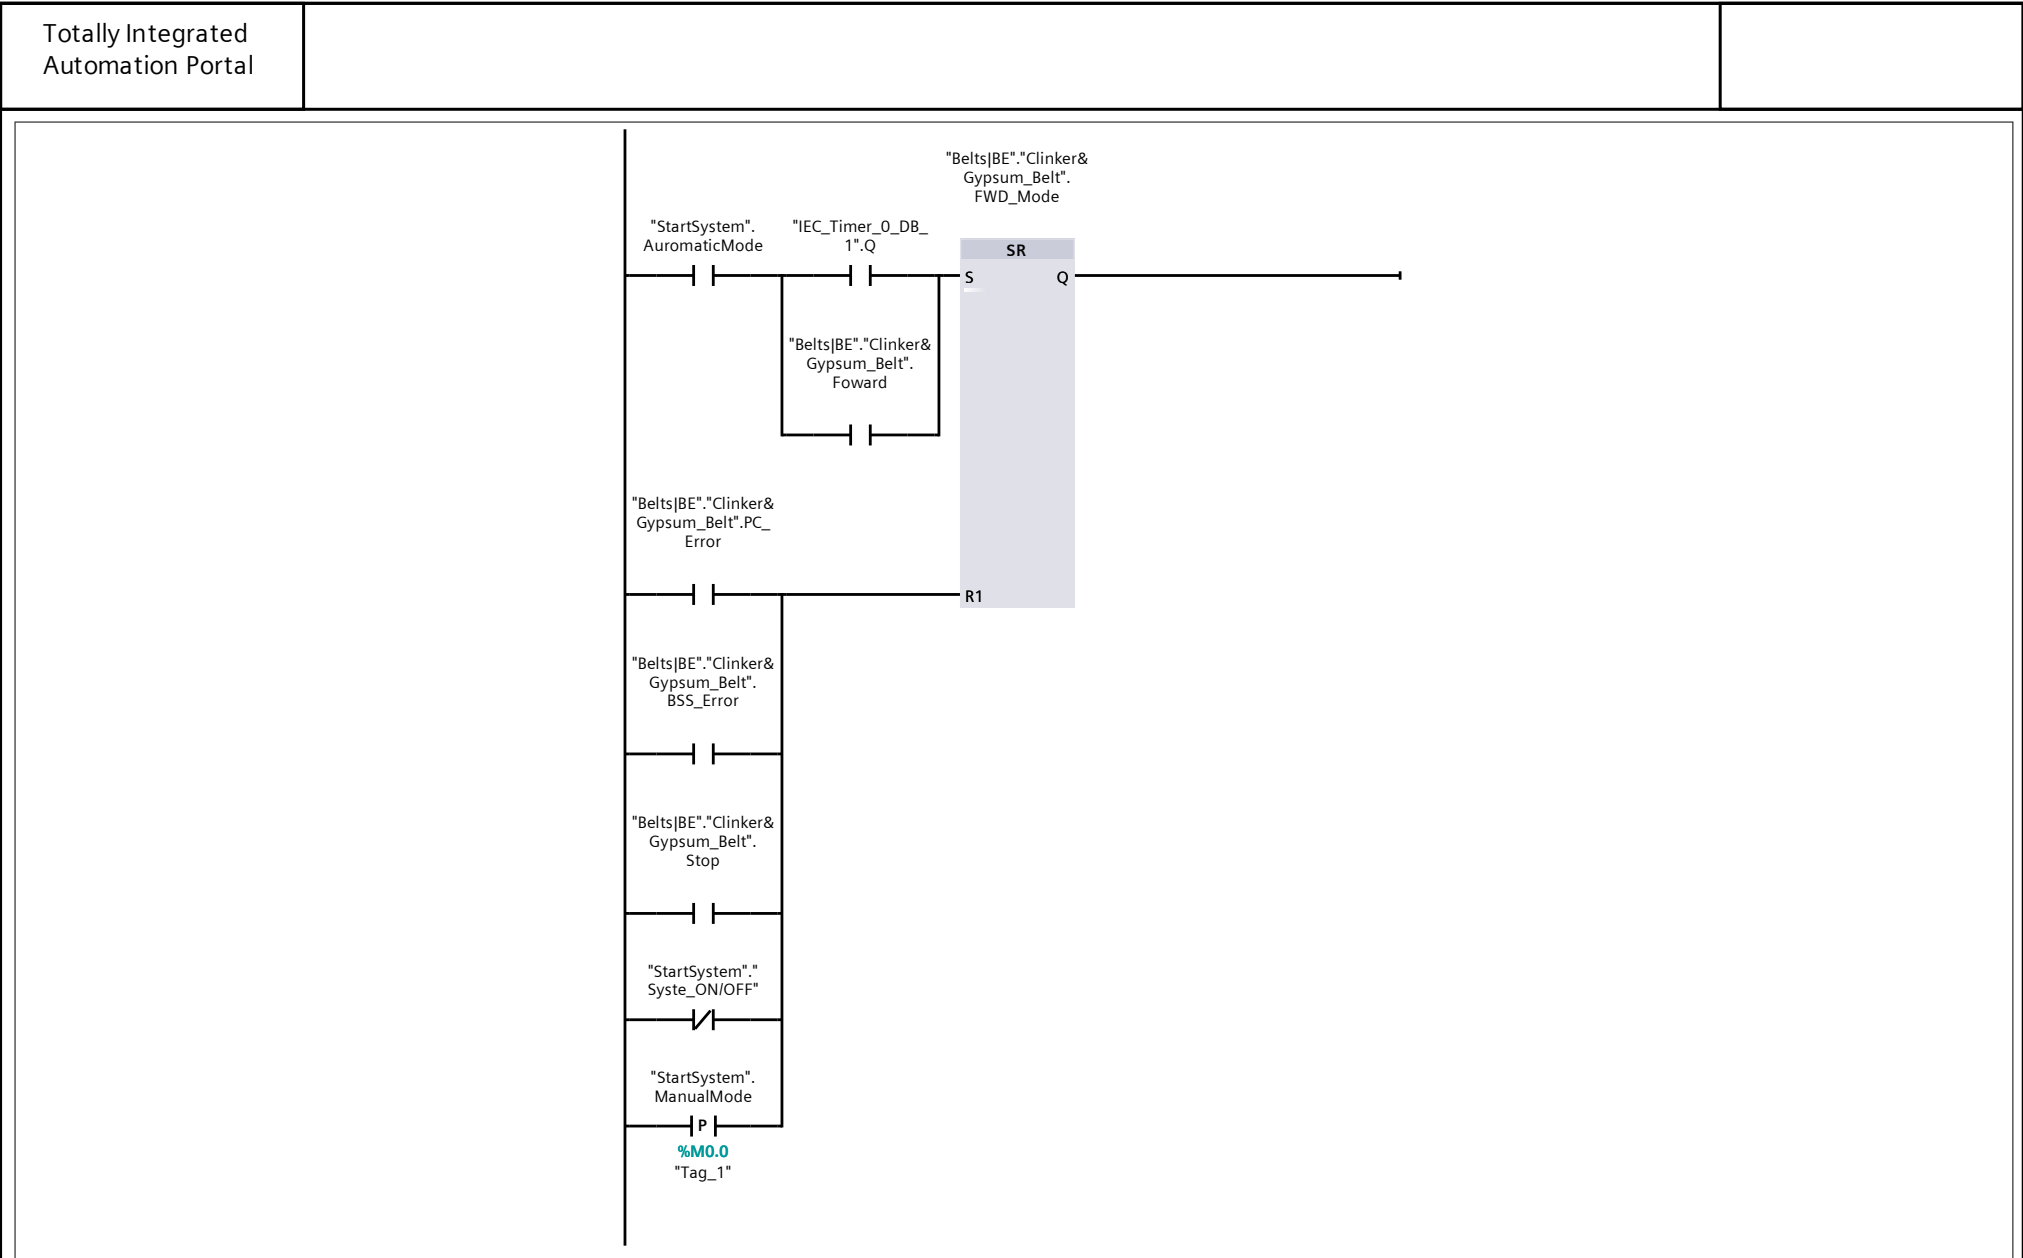 Totally Integrated
Automation Portal
"Belts|BE"."Clinker&
Gypsum_Belt".
FWD_Mode
"StartSystem".
AuromaticMode
"IEC_Timer_0_DB_
1".Q
SR
S
Q
"Belts|BE"."Clinker&
Gypsum_Belt".
Foward
"Belts|BE"."Clinker&
Gypsum_Belt".PC_
Error
R1
"Belts|BE"."Clinker&
Gypsum_Belt".
BSS_Error
"Belts|BE"."Clinker&
Gypsum_Belt".
Stop
"StartSystem"."
Syste_ON/OFF"
"StartSystem".
ManualMode
P
%M0.0
"Tag_1"